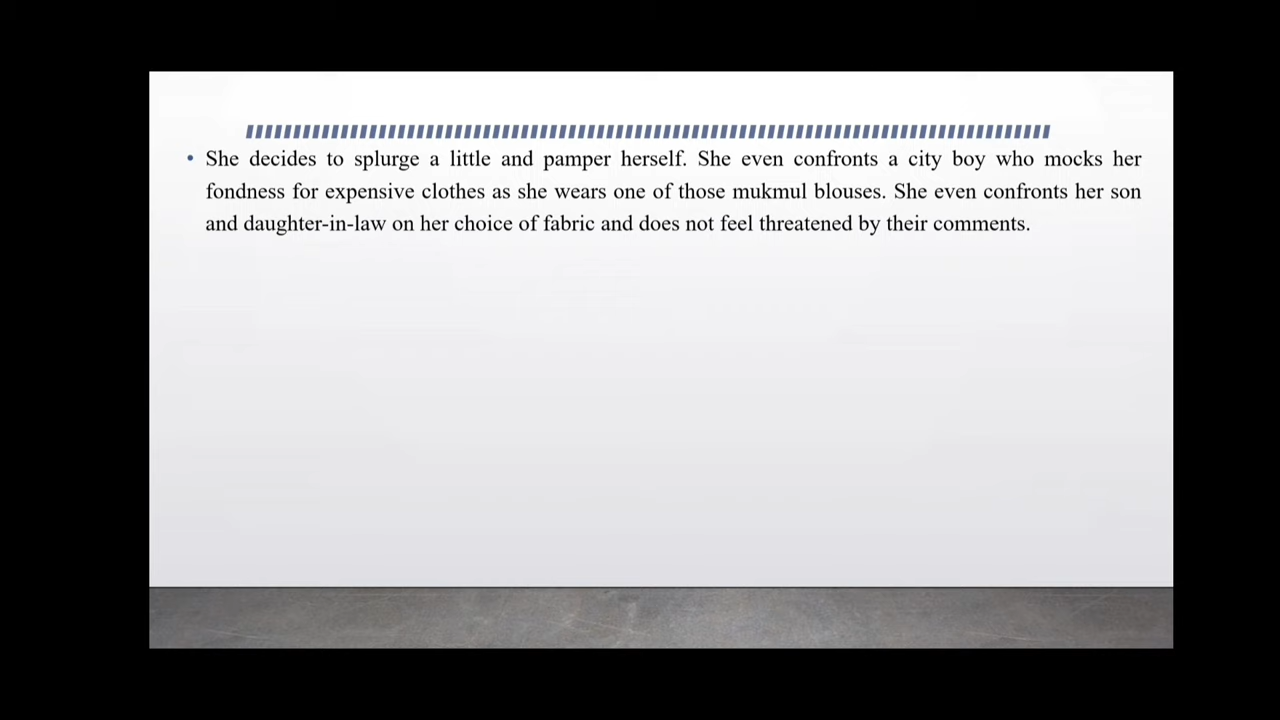 • She decides to splurge a little and pamper herself. She even confronts a city boy who mocks her
fondness for expensive clothes as she wears one of those mukmul blouses. She even confronts her son
and daughter-in-law on her choice of fabric and does not feel threatened by their comments.